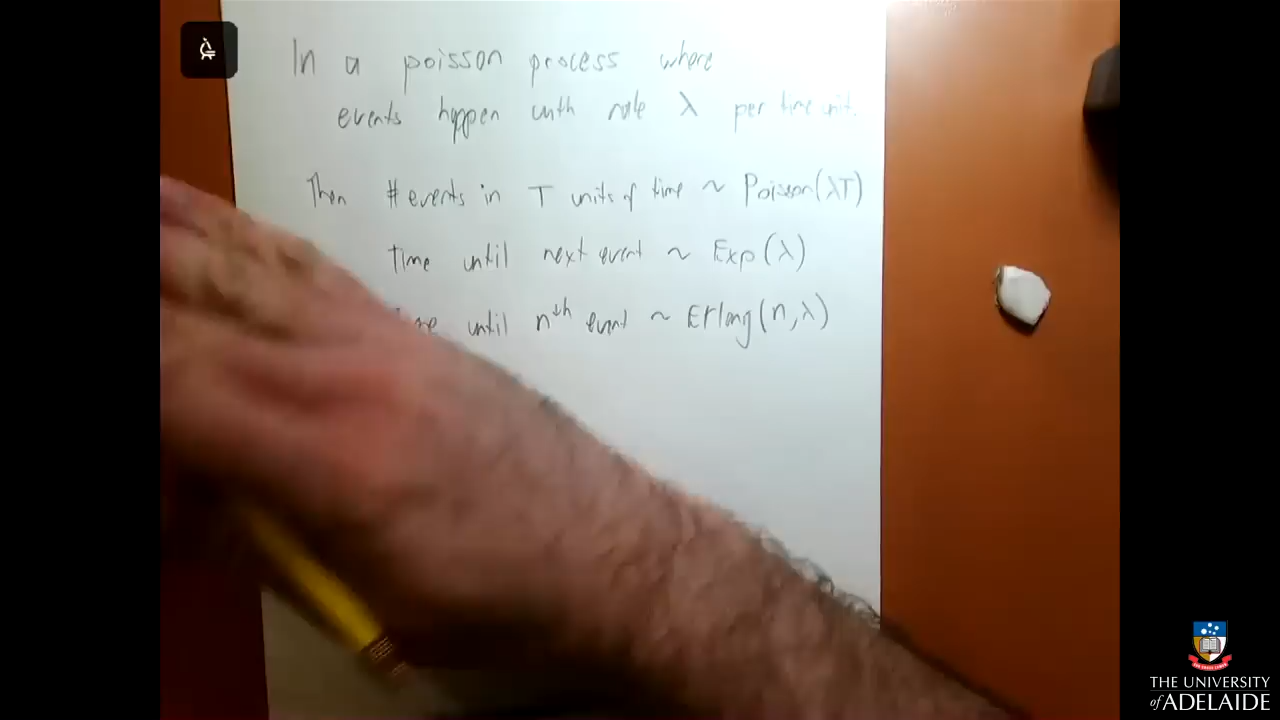 In a poisson process where
events happen with rate λ per time unit.
Then # events in T units of time ~ Poisson(λT)
time until next event ~ Exp(λ)
until nth event ~ Erlang(n,λ)
THE UNIVERSITY
of ADELAIDE